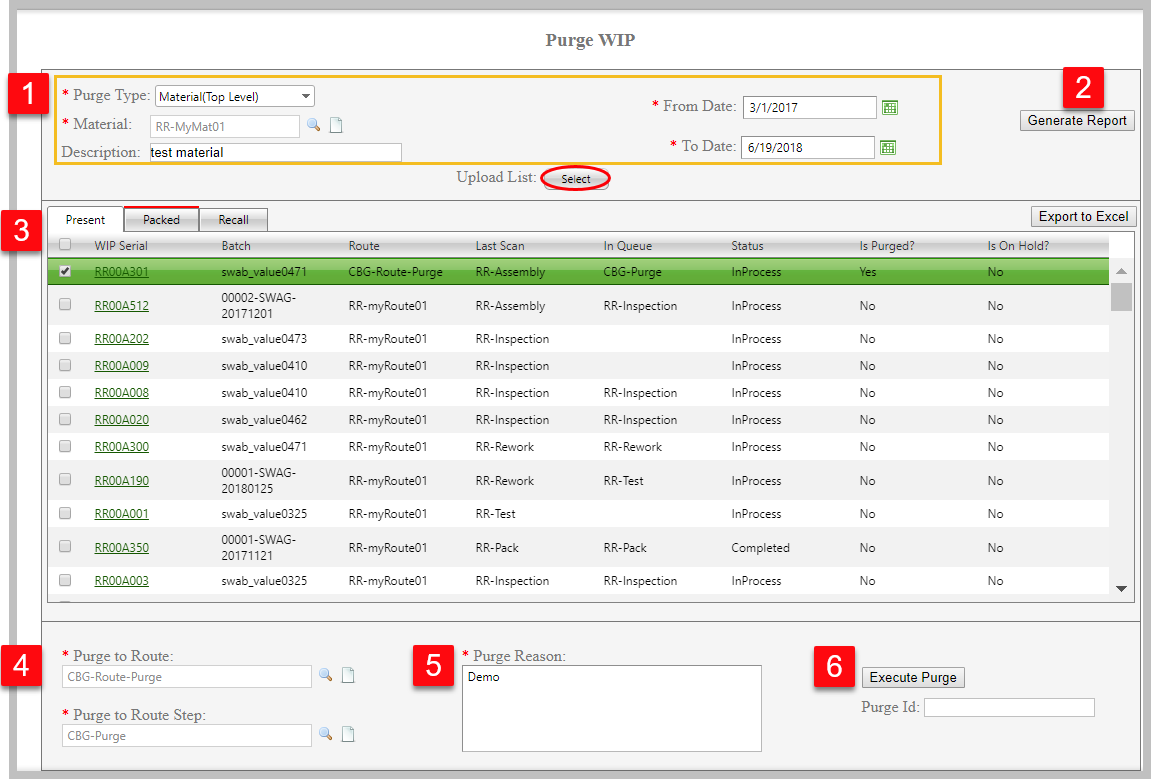 Purge WIP
1
* Purge Type: Material(Top Level)
* From Date: 3/1/2017
2
Generate Report
* Material: RR-MyMat01
Description: test material
* To Date: 6/19/2018
Upload List: Select
3
Present Packed Recall
Export to Excel
WIP Serial Batch Route Last Scan In Queue Status Is Purged? Is On Hold?
RR00A301 swab_value0471 CBG-Route-Purge RR-Assembly CBG-Purge InProcess Yes No
RR00A512 00002-SWAG-20171201 RR-myRoute01 RR-Assembly RR-Inspection InProcess No No
RR00A202 swab_value0473 RR-myRoute01 RR-Inspection InProcess No No
RR00A009 swab_value0410 RR-myRoute01 RR-Inspection InProcess No No
RR00A008 swab_value0410 RR-myRoute01 RR-Inspection RR-Inspection InProcess No No
RR00A020 swab_value0462 RR-myRoute01 RR-Inspection RR-Inspection InProcess No No
RR00A300 swab_value0471 RR-myRoute01 RR-Rework RR-Rework InProcess No No
RR00A190 00001-SWAG-20180125 RR-myRoute01 RR-Rework RR-Test InProcess No No
RR00A001 swab_value0325 RR-myRoute01 RR-Test InProcess No No
RR00A350 00001-SWAG-20171121 RR-myRoute01 RR-Pack RR-Pack Completed No No
RR00A003 swab_value0325 RR-myRoute01 RR-Inspection RR-Inspection InProcess No No
4
* Purge to Route:
CBG-Route-Purge
* Purge to Route Step:
CBG-Purge
5
* Purge Reason:
Demo
6
Execute Purge
Purge Id: